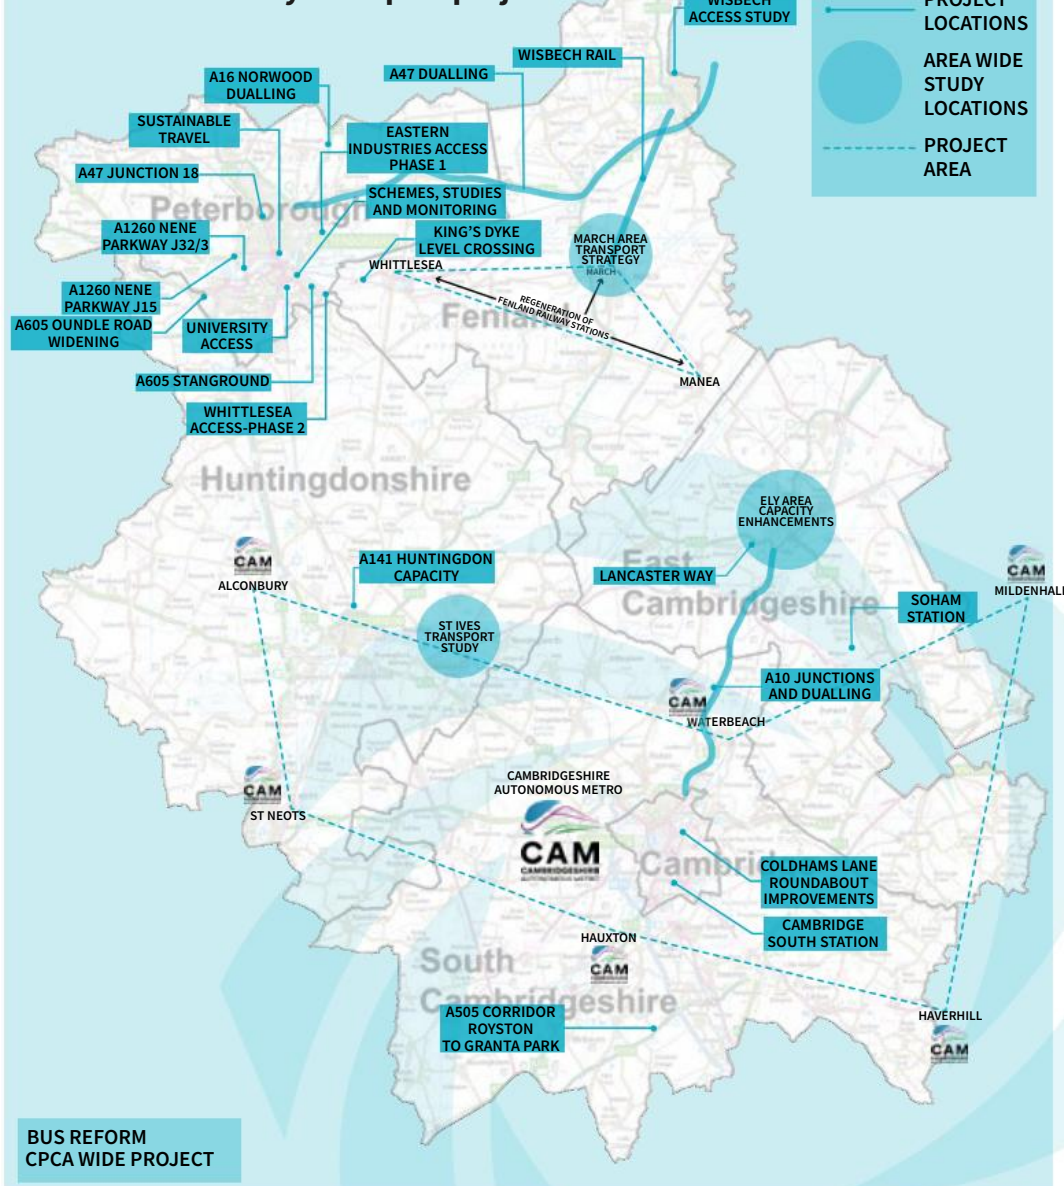 WISBECH
ACCESS STUDY
PROJECT
LOCATIONS
AREA WIDE
STUDY
LOCATIONS
PROJECT
AREA
WISBECH RAIL
A47 DUALLING
A16 NORWOOD
DUALLING
SUSTAINABLE
TRAVEL
EASTERN
INDUSTRIES ACCESS
PHASE 1
A47 JUNCTION 18
SCHEMES, STUDIES
AND MONITORING
Peterborough
A1260 NENE
PARKWAY J32/3
KING'S DYKE
LEVEL CROSSING
WHITTLESEA
MARCH AREA
TRANSPORT
STRATEGY
MARCH
A1260 NENE
PARKWAY J15
REGENERATION OF
FENLAND RAILWAY STATIONS
Fenland
A605 OUNDLE ROAD
WIDENING
UNIVERSITY
ACCESS
A605 STANGROUND
MANEA
WHITTLESEA
ACCESS-PHASE 2
Huntingdonshire
ELY AREA
CAPACITY
ENHANCEMENTS
CAM
ALCONBURY
A141 HUNTINGDON
CAPACITY
LANCASTER WAY
East
Cambridgeshire
CAM
MILDENHALL
SOHAM
STATION
ST IVES
TRANSPORT
STUDY
A10 JUNCTIONS
AND DUALLING
CAM
WATERBEACH
CAM
ST NEOTS
CAMBRIDGESHIRE
AUTONOMOUS METRO
CAM
CAMBRIDGESHIRE
AUTONOMOUS METRO
COLDHAMS LANE
ROUNDABOUT
IMPROVEMENTS
CAMBRIDGE
SOUTH STATION
HAUXTON
CAM
South
Cambridgeshire
A505 CORRIDOR
ROYSTON
TO GRANTA PARK
HAVERHILL
CAM
BUS REFORM
CPCA WIDE PROJECT